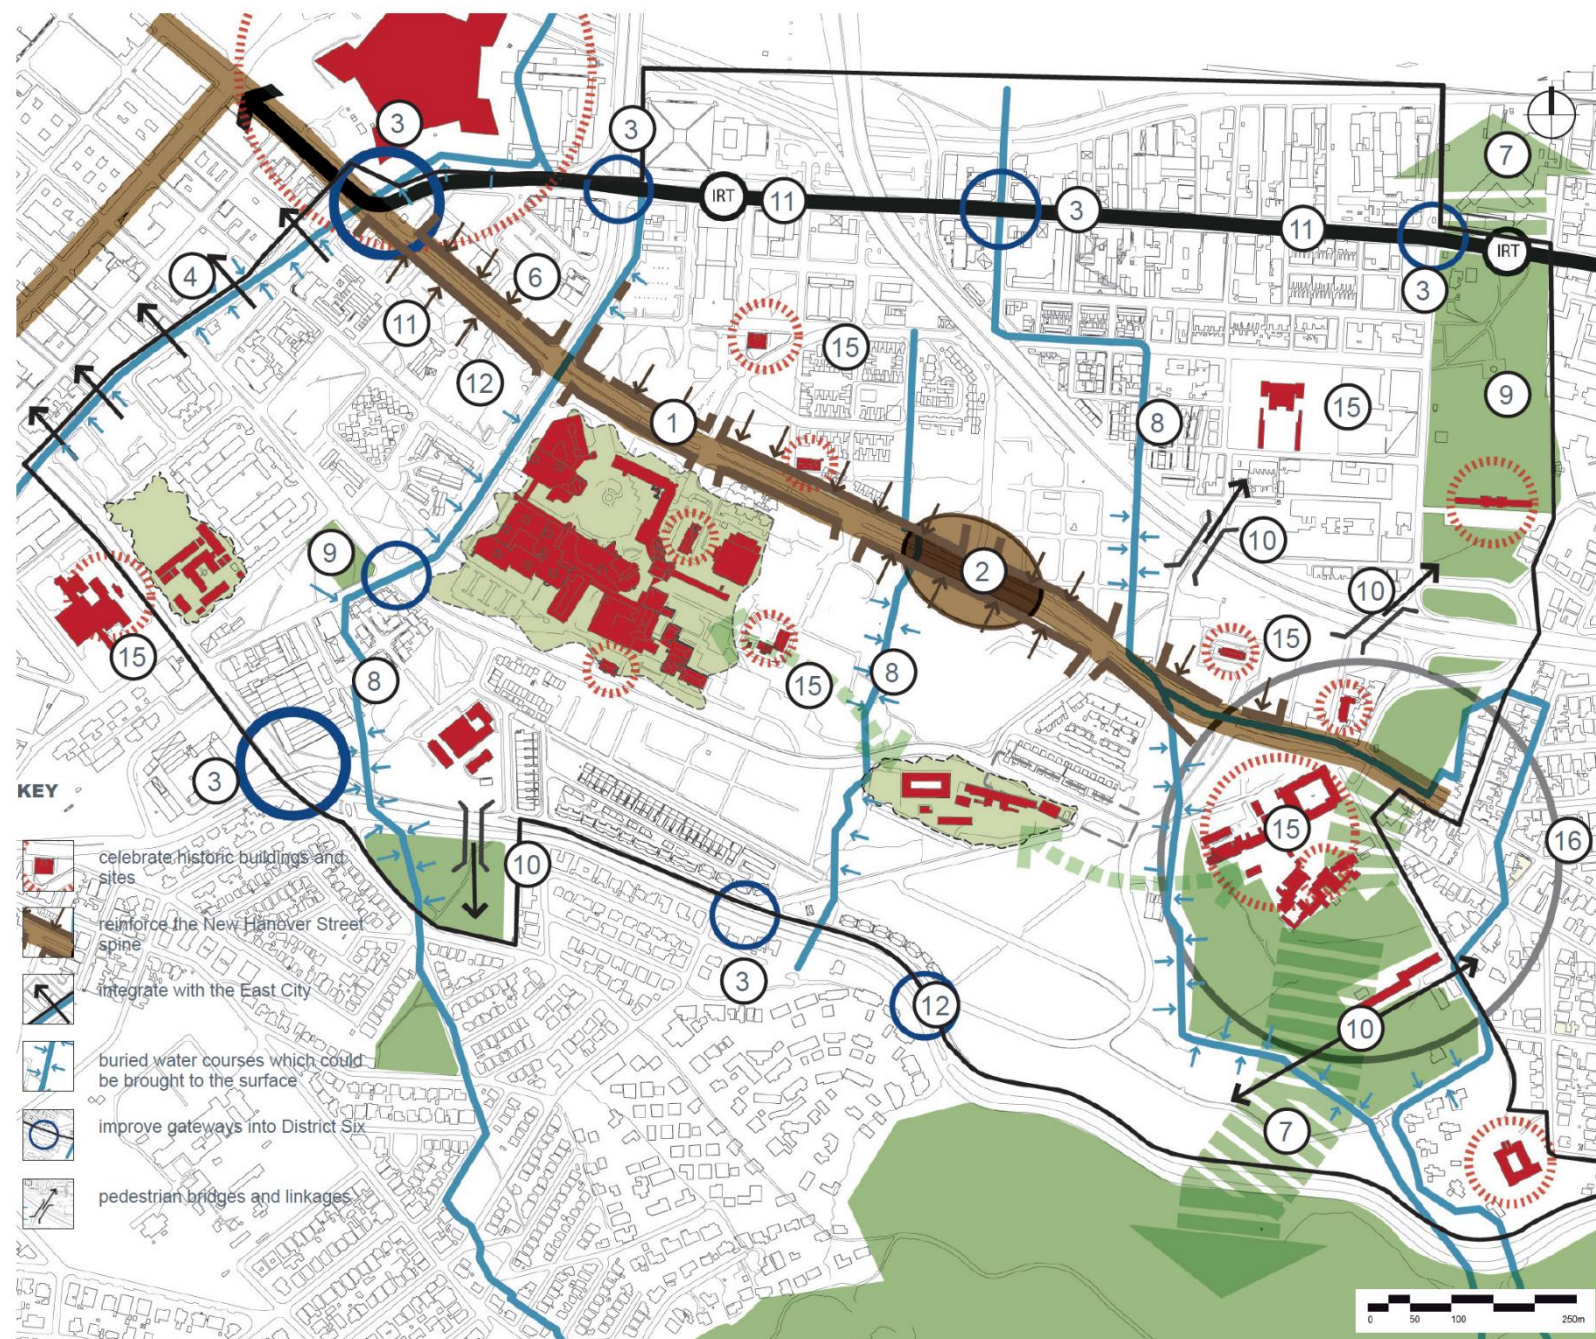 3
3
7
IRT
11
3
11
IRT
4
6
3
11
15
12
1
15
9
8
9
10
2
10
15
15
8
8
15
3
15
16
KEY
celebrate historic buildings and
sites
10
reinforce the New Hanover Street
spine
3
12
integrate with the East City
10
buried water courses which could
be brought to the surface
improve gateways into District Six
7
pedestrian bridges and linkages
0 50 100 250m